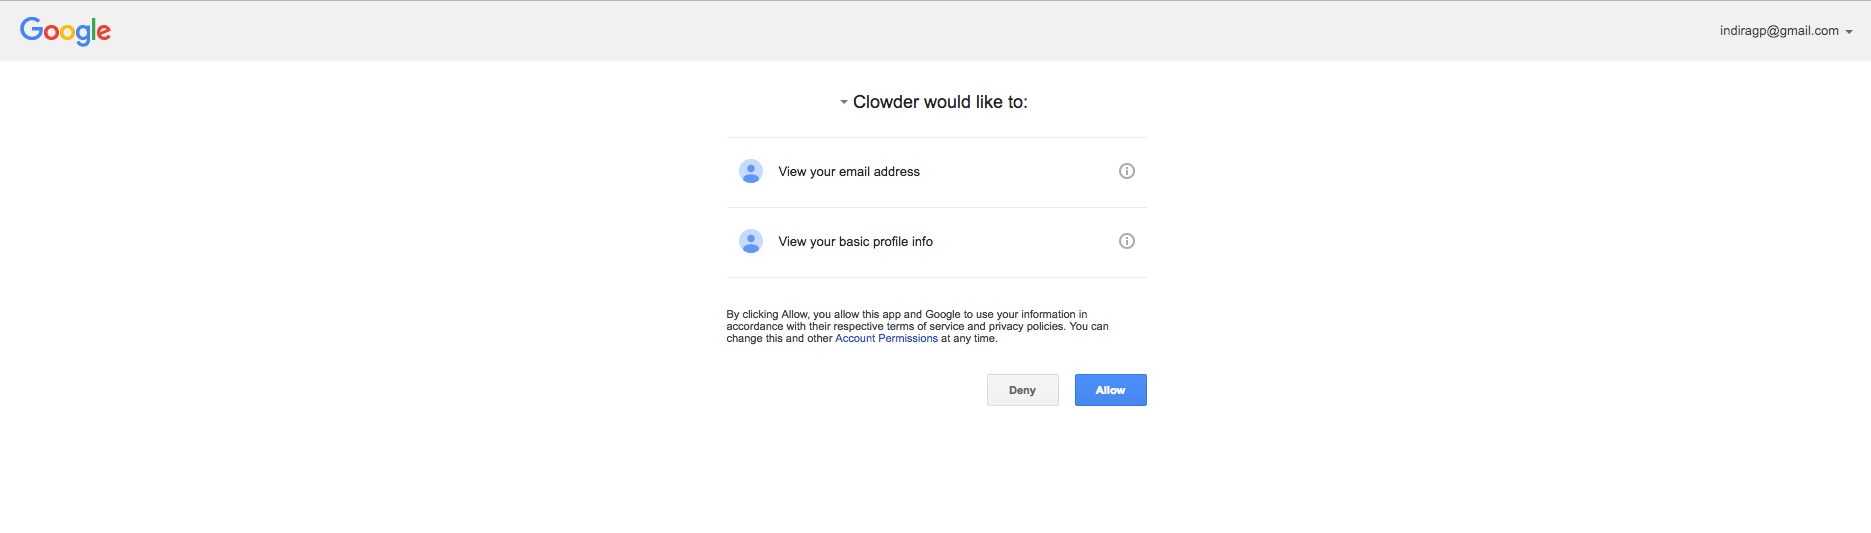 Google
indiragp@gmail.com
Clowder would like to:
View your email address
View your basic profile info
By clicking Allow, you allow this app and Google to use your information in
accordance with their respective terms of service and privacy policies. You can
change this and other Account Permissions at any time.
Deny
Allow